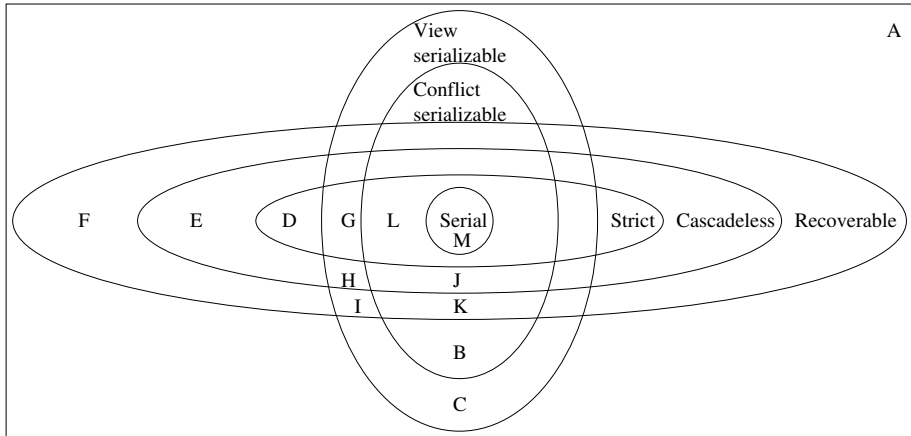 View
serializable
A
Conflict
serializable
F E D G L Serial Strict Cascadeless Recoverable
M
H J
I K
B
C